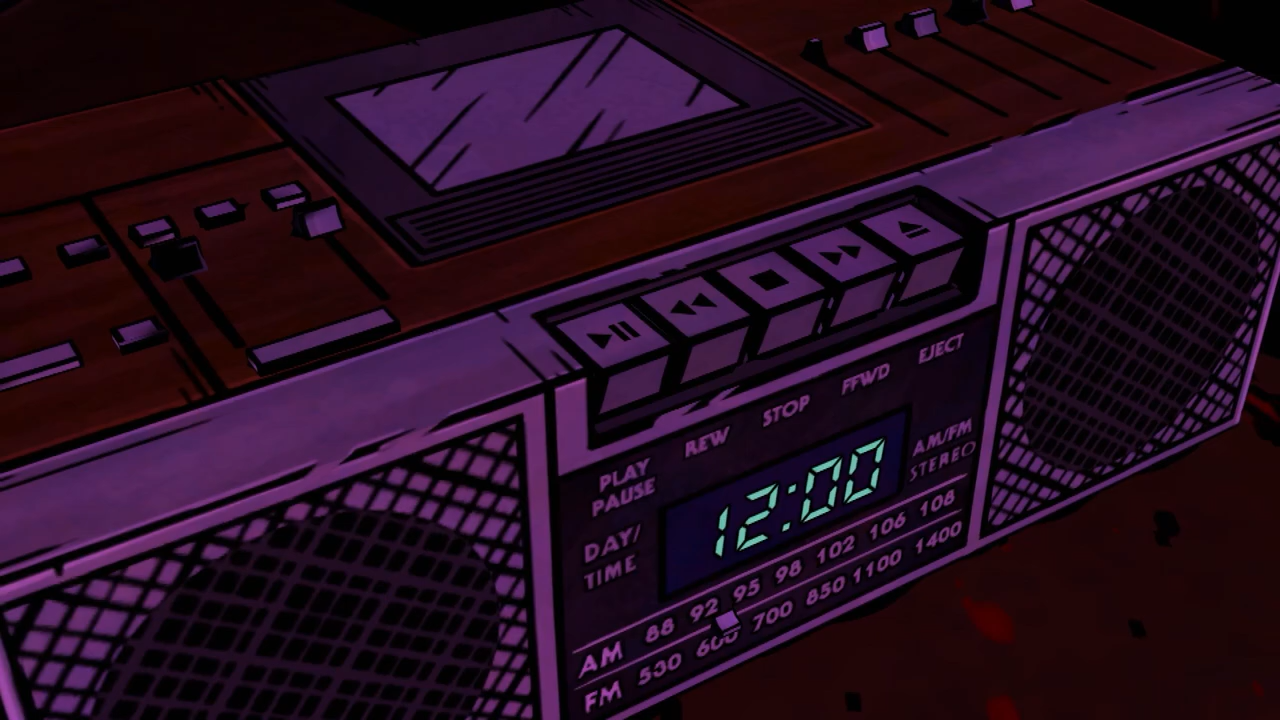 EJECT
FFWD
STOP
REW
PLAY
PAUSE
AM/FM
STEREO
12:00
DAY/
TIME
AM 88 92 95 98 102 106 108
FM 530 600 700 850 1100 1400